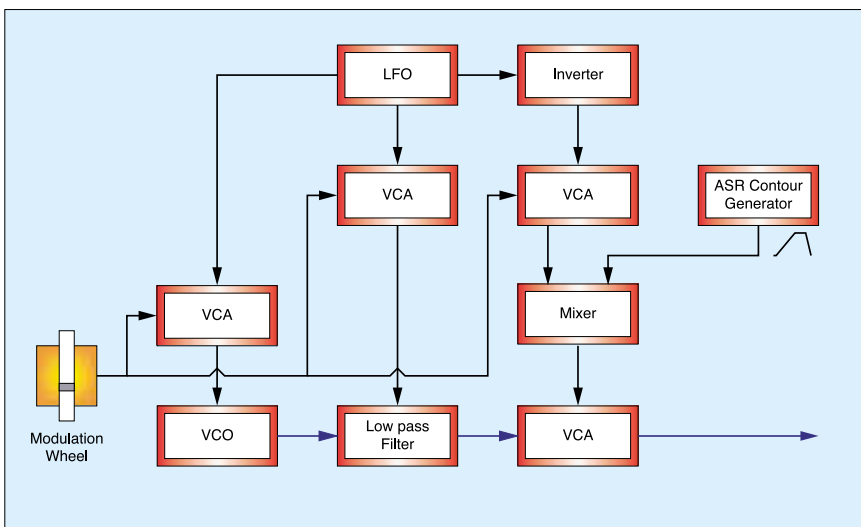 LFO
Inverter
VCA
VCA
ASR Contour
Generator
VCA
Mixer
Modulation
Wheel
VCO
Low pass
Filter
VCA